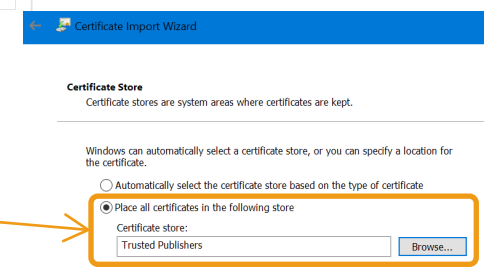 Certificate Import Wizard
Certificate Store
Certificate stores are system areas where certificates are kept.
Windows can automatically select a certificate store, or you can specify a location for
the certificate.
Automatically select the certificate store based on the type of certificate
Place all certificates in the following store
Certificate store:
Trusted Publishers
Browse...